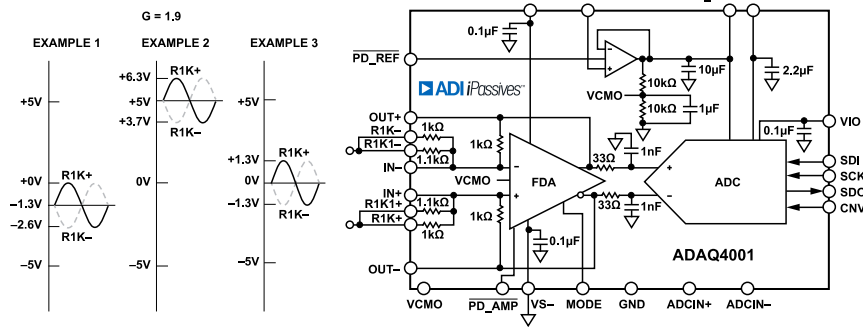 G = 1.9
EXAMPLE 1
EXAMPLE 2
EXAMPLE 3
+5V
+0V
–1.3V
–2.6V
–5V
R1K+
R1K–
+6.3V
+5V
+3.7V
0V
–5V
R1K+
R1K–
+5V
+1.3V
0V
–1.3V
–5V
R1K+
R1K–
0.1µF
PD_REF
ADI iPassives™
10kΩ
10µF
2.2µF
VCMO
10kΩ
1µF
0.1µF
VIO
OUT+
R1K–
1kΩ
R1K1–
1.1kΩ
IN–
1kΩ
33Ω
1nF
SDI
SCK
SDO
CNV
VCMO
FDA
ADC
IN+
R1K1+
1.1kΩ
R1K+
1kΩ
1kΩ
33Ω
1nF
0.1µF
OUT–
ADAQ4001
VCMO
PD_AMP
VS–
MODE
GND
ADCIN+
ADCIN–